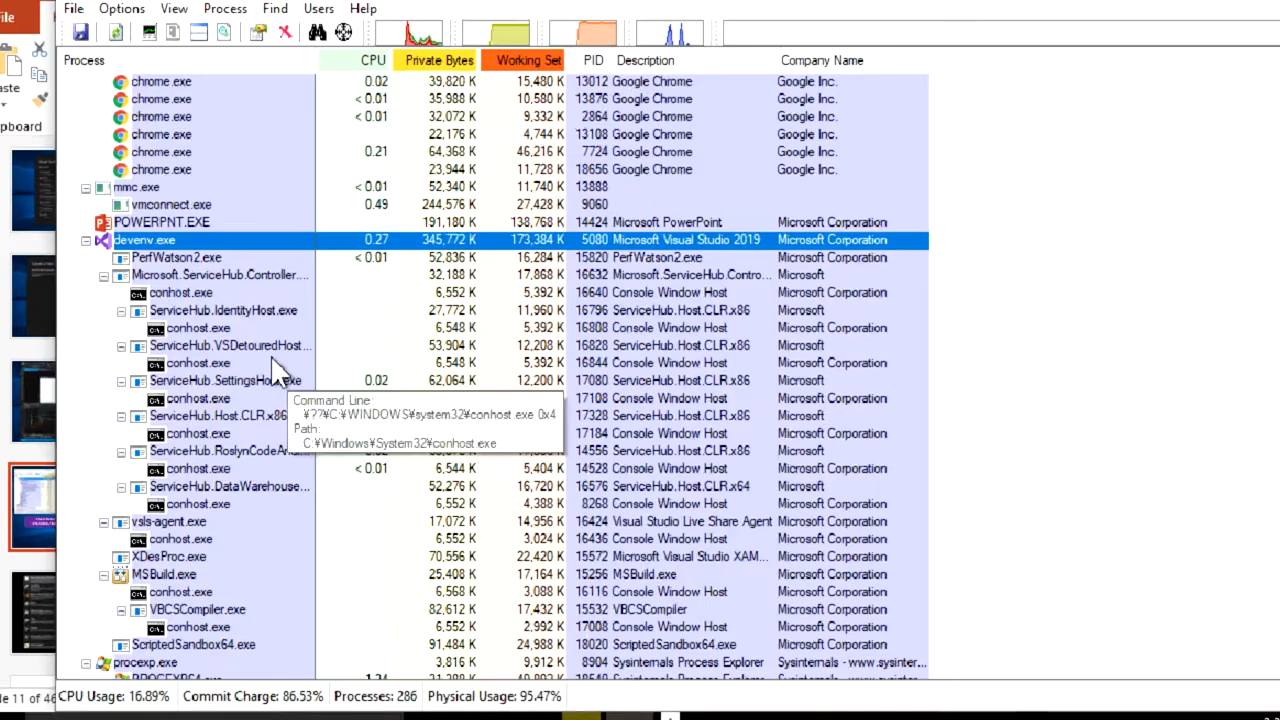 File Options View Process Find Users Help
File
aste
pboard
Process CPU Private Bytes Working Set PID Description Company Name
chrome.exe 0.02 39,820 K 15,480 K 13012 Google Chrome Google Inc.
chrome.exe < 0.01 35,988 K 10,580 K 13876 Google Chrome Google Inc.
chrome.exe < 0.01 32,072 K 9,332 K 2864 Google Chrome Google Inc.
chrome.exe 22,176 K 4,744 K 13108 Google Chrome Google Inc.
chrome.exe 0.21 64,368 K 46,216 K 7724 Google Chrome Google Inc.
chrome.exe 23,944 K 11,728 K 18656 Google Chrome Google Inc.
mmc.exe < 0.01 52,340 K 11,740 K 13888
vmconnect.exe 0.49 244,576 K 27,428 K 9060
POWERPNT.EXE 191,180 K 138,768 K 14424 Microsoft PowerPoint Microsoft Corporation
devenv.exe 0.27 345,772 K 173,384 K 5080 Microsoft Visual Studio 2019 Microsoft Corporation
PerfWatson2.exe < 0.01 52,836 K 16,284 K 15820 PerfWatson2.exe Microsoft Corporation
Microsoft.ServiceHub.Controller.... 32,188 K 17,868 K 16632 Microsoft.ServiceHub.Contro... Microsoft
conhost.exe 6,552 K 5,392 K 16640 Console Window Host Microsoft Corporation
ServiceHub.IdentityHost.exe 27,772 K 11,960 K 16796 ServiceHub.Host.CLR.x86 Microsoft
conhost.exe 6,548 K 5,392 K 16808 Console Window Host Microsoft Corporation
ServiceHub.VSDetouredHost... 53,904 K 12,208 K 16828 ServiceHub.Host.CLR.x86 Microsoft
conhost.exe 6,548 K 5,392 K 16844 Console Window Host Microsoft Corporation
ServiceHub.SettingsHo exe 0.02 62,064 K 12,200 K 17080 ServiceHub.Host.CLR.x86 Microsoft
conhost.exe 17108 Console Window Host Microsoft Corporation
Command Line:
¥??¥C:¥WINDOWS¥system32¥conhost.exe 0x4
Path:
C:¥Windows¥System32¥conhost.exe
ServiceHub.Host.CLR.x86 17328 ServiceHub.Host.CLR.x86 Microsoft
conhost.exe 17184 Console Window Host Microsoft Corporation
ServiceHub.RoslynCodeAn 14556 ServiceHub.Host.CLR.x86 Microsoft
conhost.exe < 0.01 6,544 K 5,404 K 14528 Console Window Host Microsoft Corporation
ServiceHub.DataWarehouse... 52,276 K 16,720 K 16576 ServiceHub.Host.CLR.x64 Microsoft
conhost.exe 6,552 K 4,388 K 8268 Console Window Host Microsoft Corporation
vsls-agent.exe 17,072 K 14,956 K 16424 Visual Studio Live Share Agent Microsoft Corporation
conhost.exe 6,552 K 3,024 K 16436 Console Window Host Microsoft Corporation
XDesProc.exe 70,556 K 22,420 K 15572 Microsoft Visual Studio XAM... Microsoft Corporation
MSBuild.exe 25,408 K 17,164 K 15256 MSBuild.exe Microsoft Corporation
conhost.exe 6,568 K 3,088 K 16116 Console Window Host Microsoft Corporation
VBCSCompiler.exe 82,612 K 17,432 K 15532 VBCSCompiler Microsoft Corporation
conhost.exe 6,552 K 2,992 K 17008 Console Window Host Microsoft Corporation
ScriptedSandbox64.exe 91,484 K 24,988 K 18020 ScriptedSandbox64.exe Microsoft Corporation
procexp.exe 3,816 K 9,912 K 8904 Sysinternals Process Explorer Sysinternals - www.sysinter...
de 11 of 46 CPU Usage: 16.89% Commit Charge: 86.53% Processes: 286 Physical Usage: 95.47%